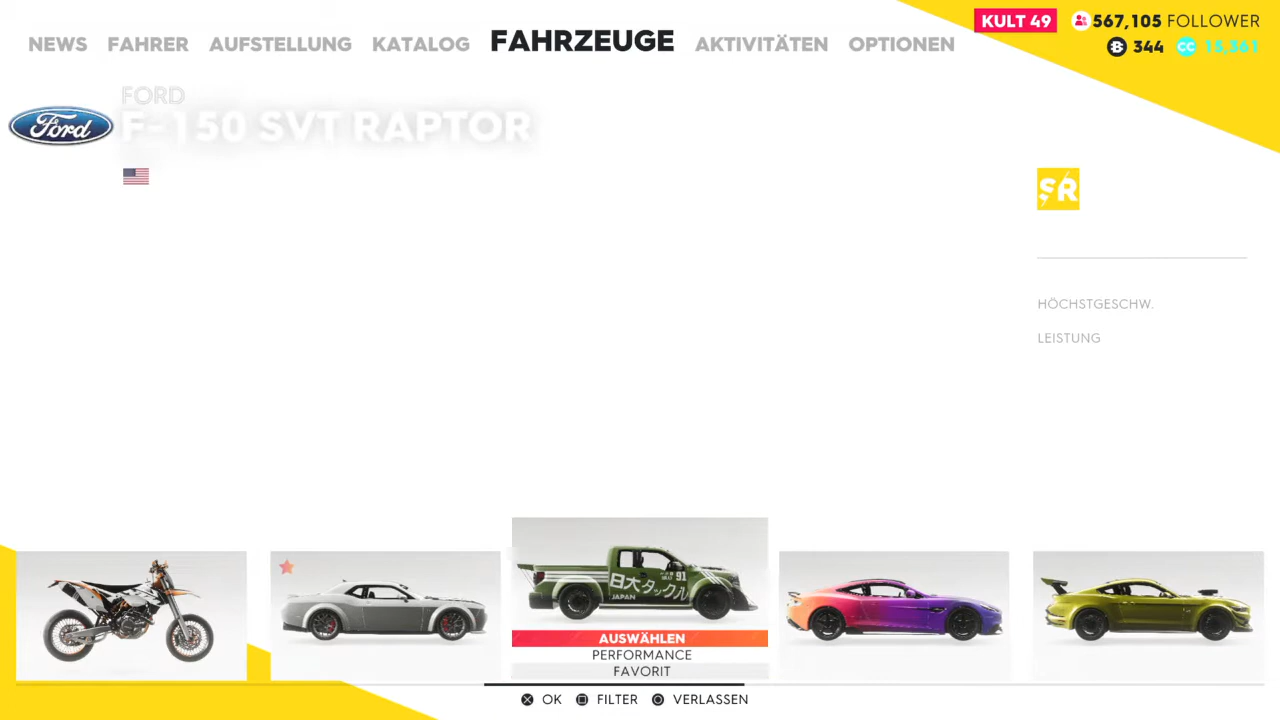 NEWS FAHRER AUFSTELLUNG KATALOG FAHRZEUGE AKTIVITÄTEN OPTIONEN
KULT 49 567,105 FOLLOWER
344 CC 15,361
FORD
Ford F-150 SVT RAPTOR
SR
HÖCHSTGESCHW.
LEISTUNG
91
日大タックル
JAPAN
AUSWÄHLEN
PERFORMANCE
FAVORIT
OK FILTER VERLASSEN